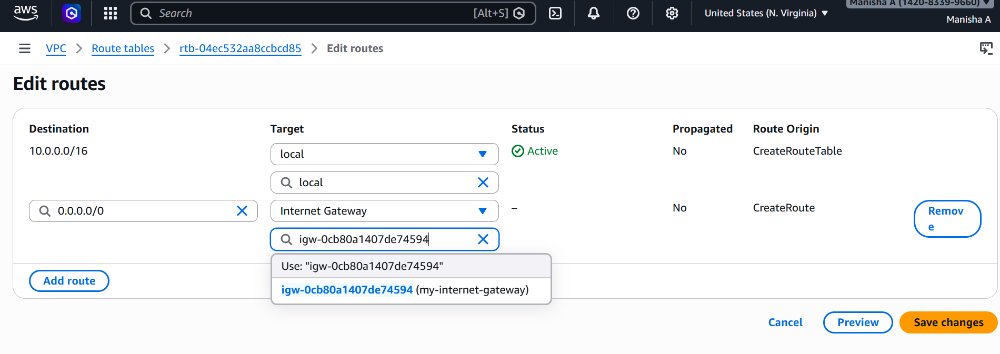 aws
Search
[Alt+S]
United States (N. Virginia)
Manisha A (1420-8339-9660)
Manisha A
VPC
Route tables
rtb-04ec532aa8ccbcd85
Edit routes
Edit routes
Destination Target Status Propagated Route Origin
10.0.0.0/16 local Active No CreateRouteTable
local
0.0.0.0/0 Internet Gateway – No CreateRoute Remov
e
igw-0cb80a1407de74594
Use: "igw-0cb80a1407de74594"
Add route
igw-0cb80a1407de74594 (my-internet-gateway)
Cancel Preview Save changes